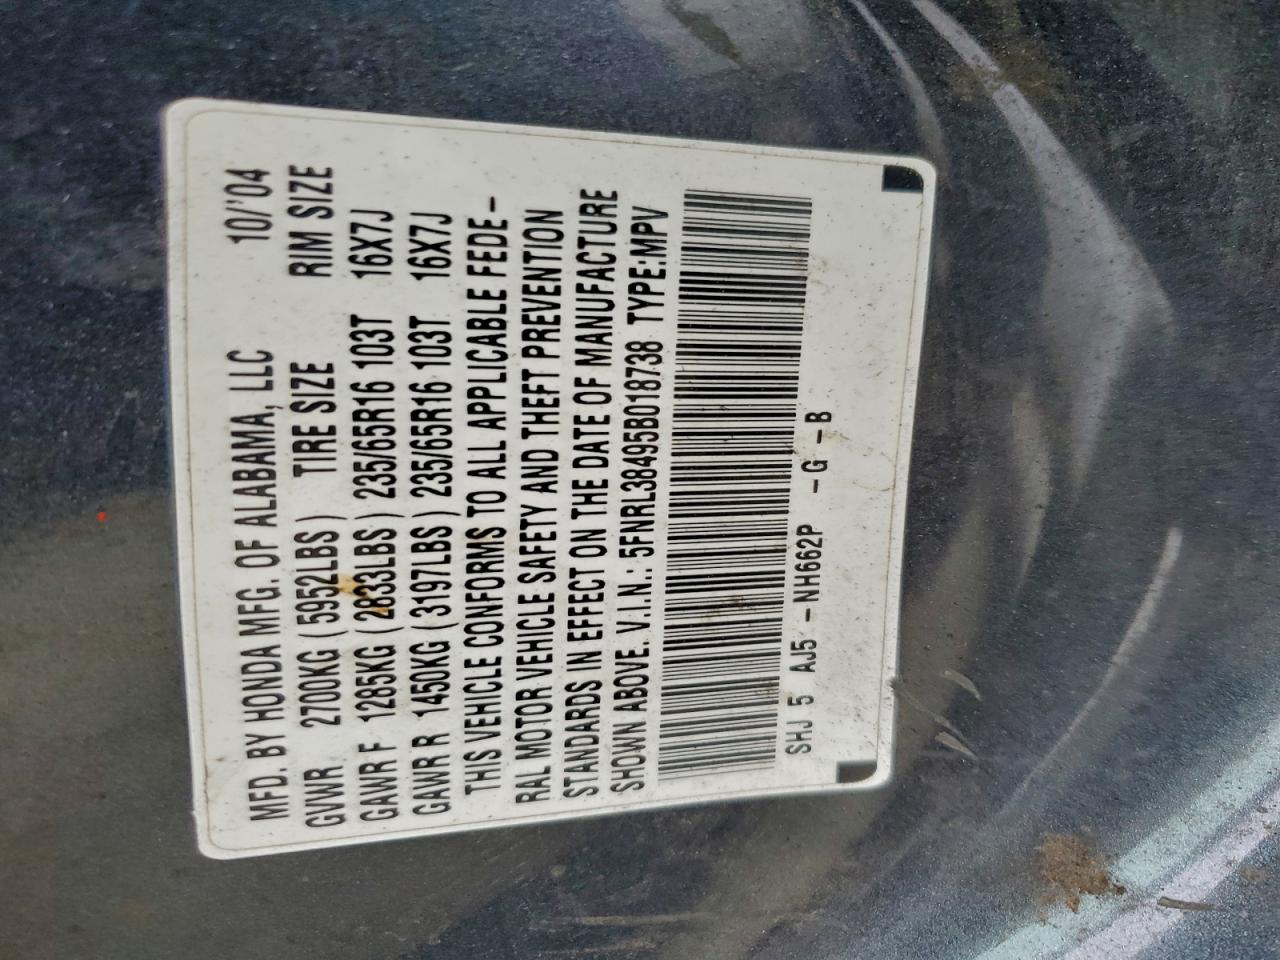 MFD. BY HONDA MFG. OF ALABAMA, LLC 10/'04
GVWR 2700KG (5952LBS) TIRE SIZE RIM SIZE
GAWR F 1285KG (2833LBS) 235/65R16 103T 16X7J
GAWR R 1450KG (3197LBS) 235/65R16 103T 16X7J
THIS VEHICLE CONFORMS TO ALL APPLICABLE FEDE-
RAL MOTOR VEHICLE SAFETY AND THEFT PREVENTION
STANDARDS IN EFFECT ON THE DATE OF MANUFACTURE
SHOWN ABOVE. V.I.N.: 5FNRL38495B018738 TYPE:MPV
SHJ 5 AJ5 -NH662P -G -B